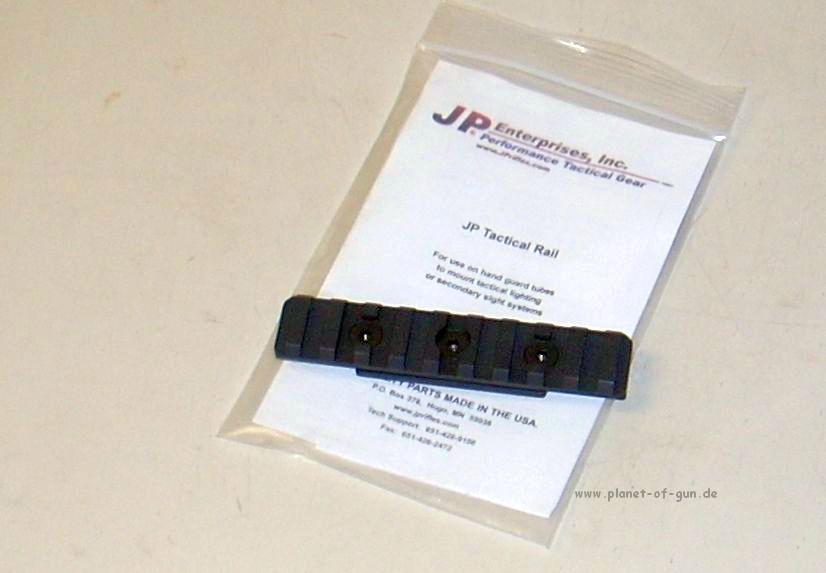 JP Enterprises, Inc.
Performance Tactical Gear
www.JPrifles.com
JP Tactical Rail
For use on hand guard tubes
to mount tactical lighting
or secondary sight systems
PARTS MADE IN THE USA.
P.O. Box 378, Hugo, MN 55038
www.jprifles.com
Tech Support: 651-426-9196
Fax: 651-426-2472
www.planet-of-gun.de